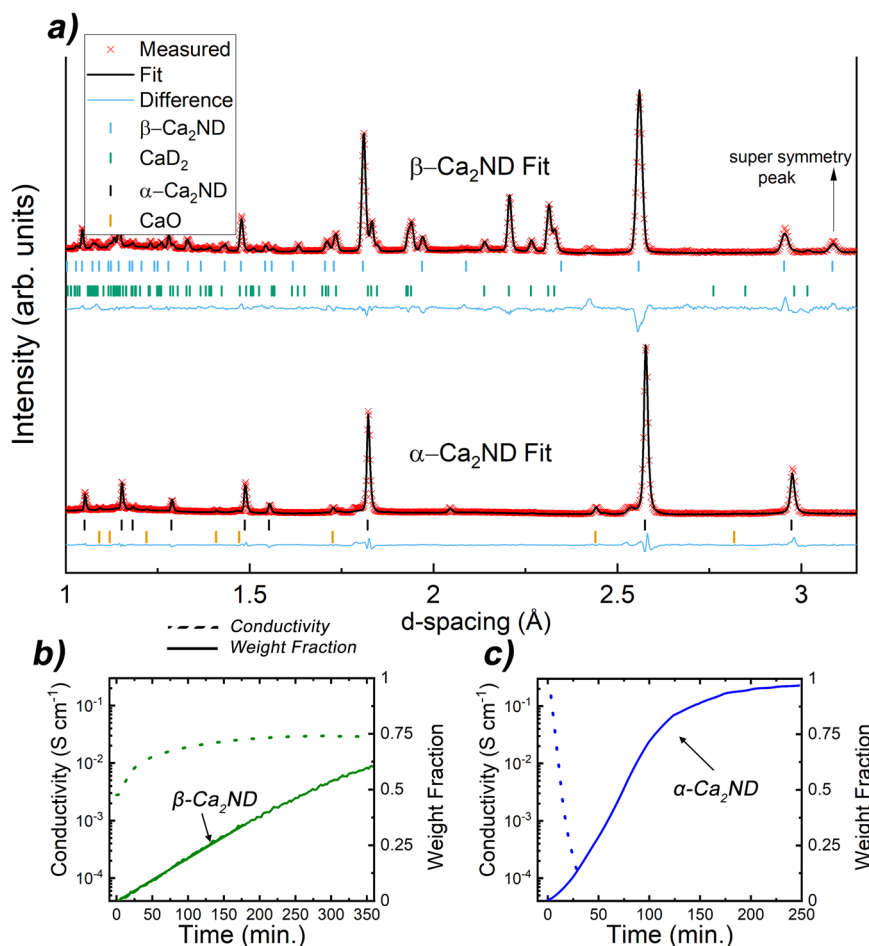 a)
Measured
Fit
Difference
β–Ca₂ND
CaD₂
α–Ca₂ND
CaO
β–Ca₂ND Fit
super symmetry
peak
α–Ca₂ND Fit
Intensity (arb. units)
1 1.5 2 2.5 3
d-spacing (Å)
Conductivity
Weight Fraction
b)
Conductivity (S cm⁻¹)
10⁻¹
10⁻²
10⁻³
10⁻⁴
β-Ca₂ND
1
0.75
0.5
0.25
0
Weight Fraction
0 50 100 150 200 250 300 350
Time (min.)
c)
Conductivity (S cm⁻¹)
10⁻¹
10⁻²
10⁻³
10⁻⁴
α-Ca₂ND
1
0.75
0.5
0.25
0
Weight Fraction
0 50 100 150 200 250
Time (min.)